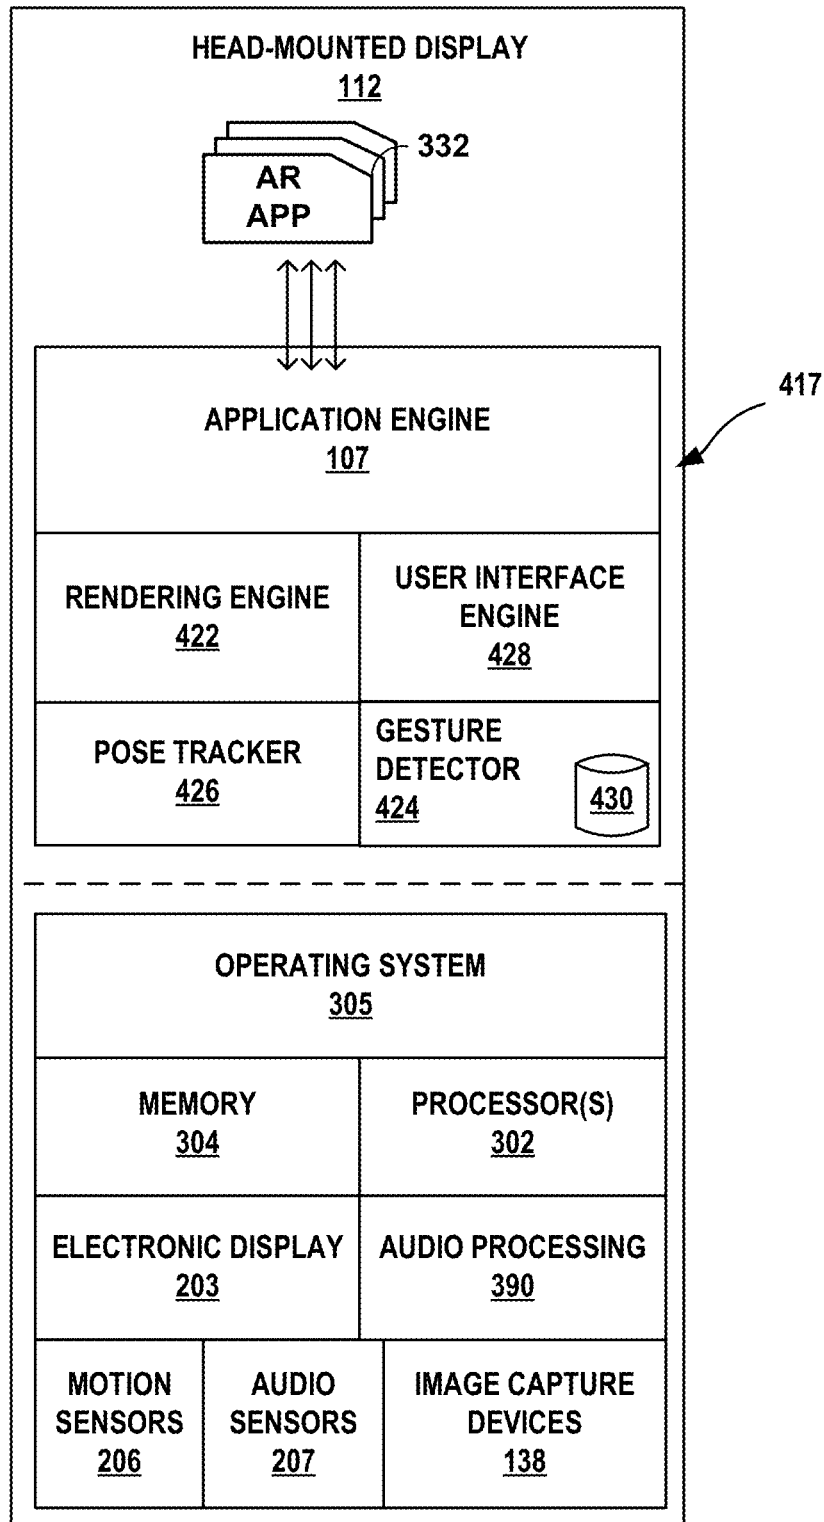 HEAD-MOUNTED DISPLAY
112
332
AR
APP
417
APPLICATION ENGINE
107
RENDERING ENGINE
422
USER INTERFACE
ENGINE
428
POSE TRACKER
426
GESTURE
DETECTOR
424
430
OPERATING SYSTEM
305
MEMORY
304
PROCESSOR(S)
302
ELECTRONIC DISPLAY
203
AUDIO PROCESSING
390
MOTION
SENSORS
206
AUDIO
SENSORS
207
IMAGE CAPTURE
DEVICES
138